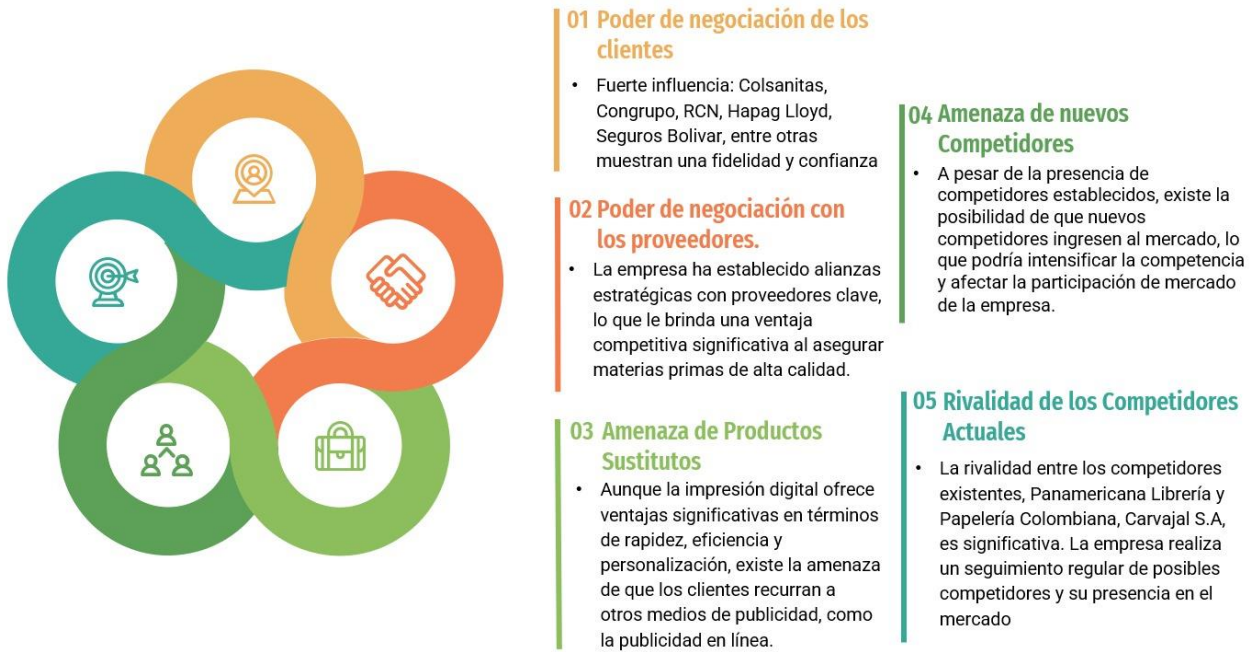 01 Poder de negociación de los
clientes
• Fuerte influencia: Colsanitas,
Congrupo, RCN, Hapag Lloyd,
Seguros Bolivar, entre otras
muestran una fidelidad y confianza
02 Poder de negociación con
los proveedores.
• La empresa ha establecido alianzas
estratégicas con proveedores clave,
lo que le brinda una ventaja
competitiva significativa al asegurar
materias primas de alta calidad.
03 Amenaza de Productos
Sustitutos
• Aunque la impresión digital ofrece
ventajas significativas en términos
de rapidez, eficiencia y
personalización, existe la amenaza
de que los clientes recurran a
otros medios de publicidad, como
la publicidad en línea.
04 Amenaza de nuevos
Competidores
• A pesar de la presencia de
competidores establecidos, existe la
posibilidad de que nuevos
competidores ingresen al mercado, lo
que podría intensificar la competencia
y afectar la participación de mercado
de la empresa.
05 Rivalidad de los Competidores
Actuales
• La rivalidad entre los competidores
existentes, Panamericana Librería y
Papelería Colombiana, Carvajal S.A,
es significativa. La empresa realiza
un seguimiento regular de posibles
competidores y su presencia en el
mercado